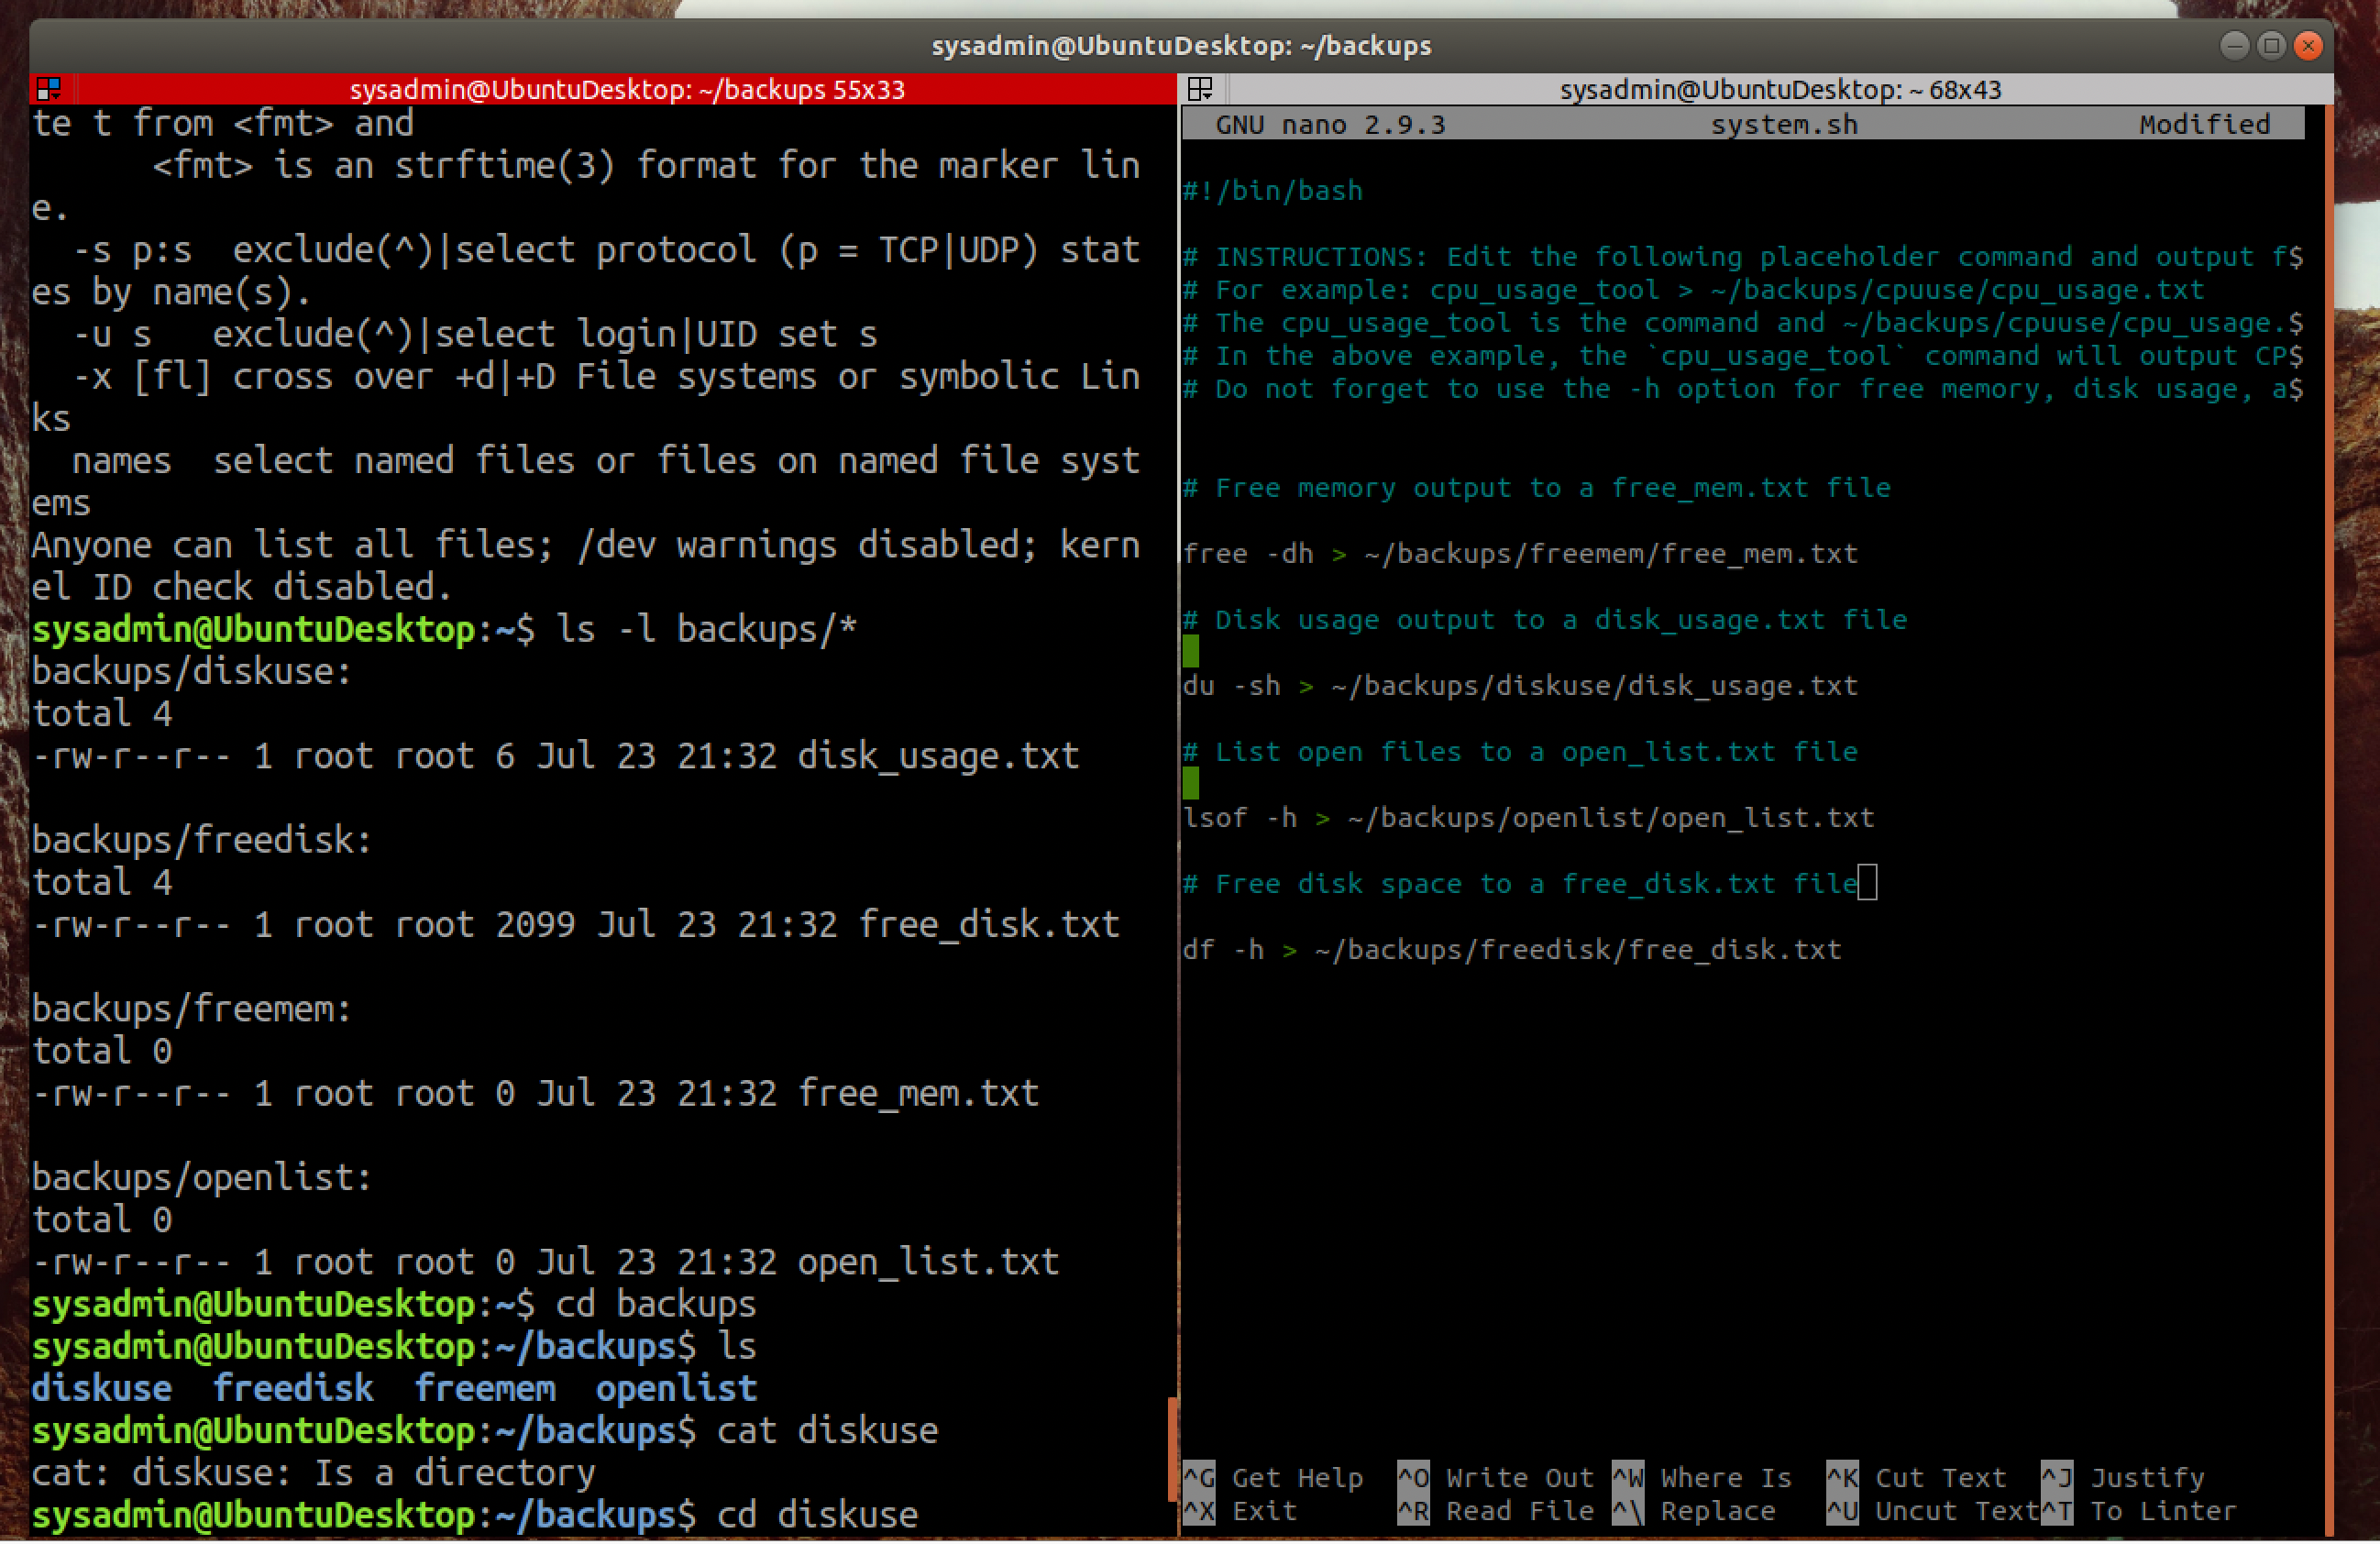 sysadmin@UbuntuDesktop: ~/backups
sysadmin@UbuntuDesktop: ~/backups 55x33
te t from <fmt> and
      <fmt> is an strftime(3) format for the marker lin
e.
  -s p:s  exclude(^)|select protocol (p = TCP|UDP) stat
es by name(s).
  -u s   exclude(^)|select login|UID set s
  -x [fl] cross over +d|+D File systems or symbolic Lin
ks
  names  select named files or files on named file syst
ems
Anyone can list all files; /dev warnings disabled; kern
el ID check disabled.
sysadmin@UbuntuDesktop:~$ ls -l backups/*
backups/diskuse:
total 4
-rw-r--r-- 1 root root 6 Jul 23 21:32 disk_usage.txt

backups/freedisk:
total 4
-rw-r--r-- 1 root root 2099 Jul 23 21:32 free_disk.txt

backups/freemem:
total 0
-rw-r--r-- 1 root root 0 Jul 23 21:32 free_mem.txt

backups/openlist:
total 0
-rw-r--r-- 1 root root 0 Jul 23 21:32 open_list.txt
sysadmin@UbuntuDesktop:~$ cd backups
sysadmin@UbuntuDesktop:~/backups$ ls
diskuse  freedisk  freemem  openlist
sysadmin@UbuntuDesktop:~/backups$ cat diskuse
cat: diskuse: Is a directory
sysadmin@UbuntuDesktop:~/backups$ cd diskuse
sysadmin@UbuntuDesktop: ~ 68x43
GNU nano 2.9.3 system.sh Modified
#!/bin/bash

# INSTRUCTIONS: Edit the following placeholder command and output f$
# For example: cpu_usage_tool > ~/backups/cpuuse/cpu_usage.txt
# The cpu_usage_tool is the command and ~/backups/cpuuse/cpu_usage.$
# In the above example, the `cpu_usage_tool` command will output CP$
# Do not forget to use the -h option for free memory, disk usage, a$

# Free memory output to a free_mem.txt file

free -dh > ~/backups/freemem/free_mem.txt

# Disk usage output to a disk_usage.txt file

du -sh > ~/backups/diskuse/disk_usage.txt

# List open files to a open_list.txt file

lsof -h > ~/backups/openlist/open_list.txt

# Free disk space to a free_disk.txt file

df -h > ~/backups/freedisk/free_disk.txt

^G Get Help ^O Write Out ^W Where Is ^K Cut Text ^J Justify
^X Exit ^R Read File ^\ Replace ^U Uncut Text ^T To Linter